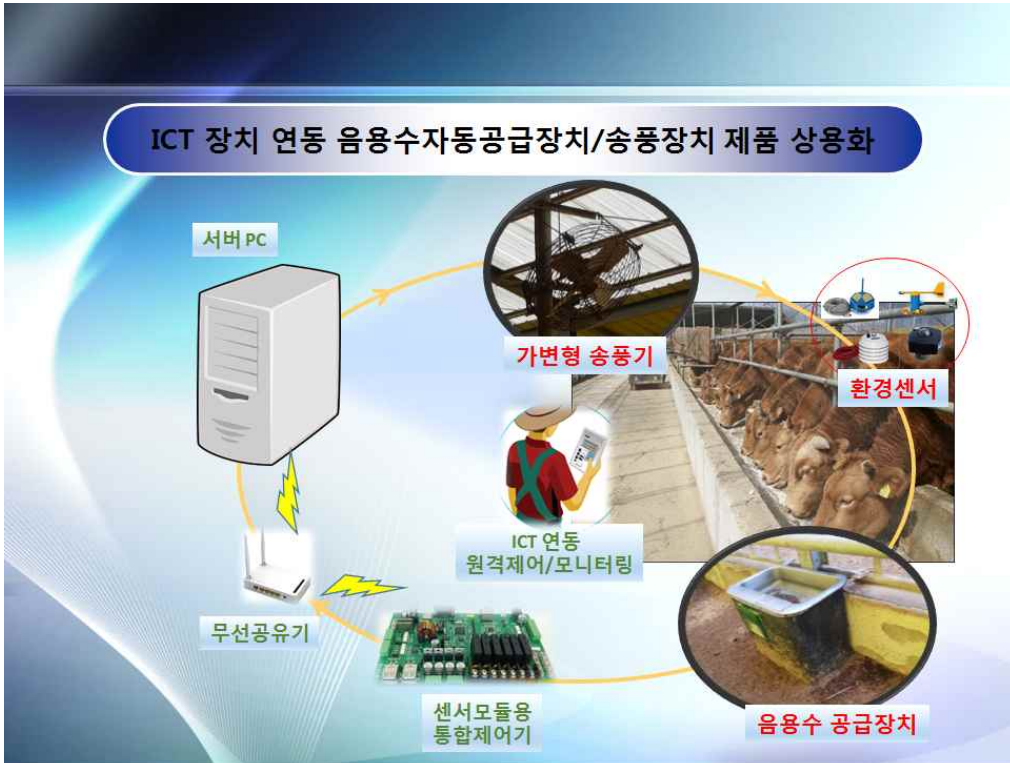 ICT 장치 연동 음용수자동공급장치/송풍장치 제품 상용화
서버 PC
가변형 송풍기
환경센서
ICT 연동
원격제어/모니터링
무선공유기
센서모듈용
통합제어기
음용수 공급장치